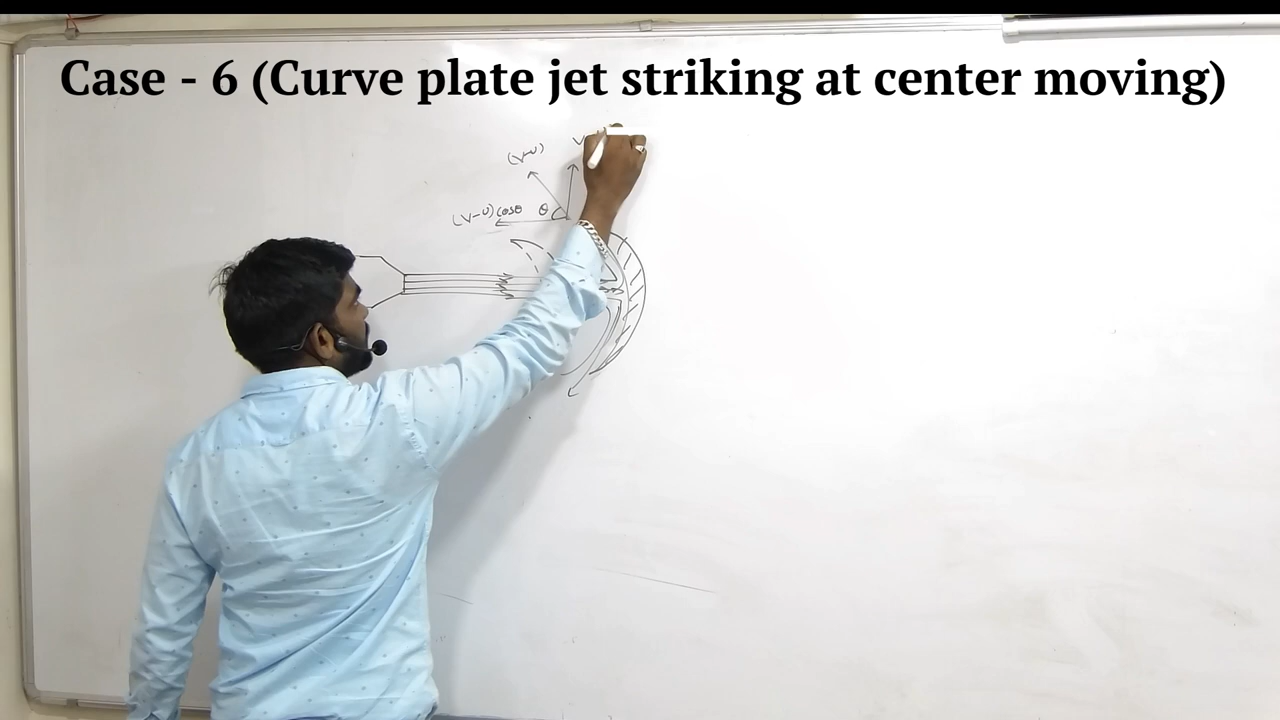 Case - 6 (Curve plate jet striking at center moving)
V
(V-U)
(V-U) cosθ θ